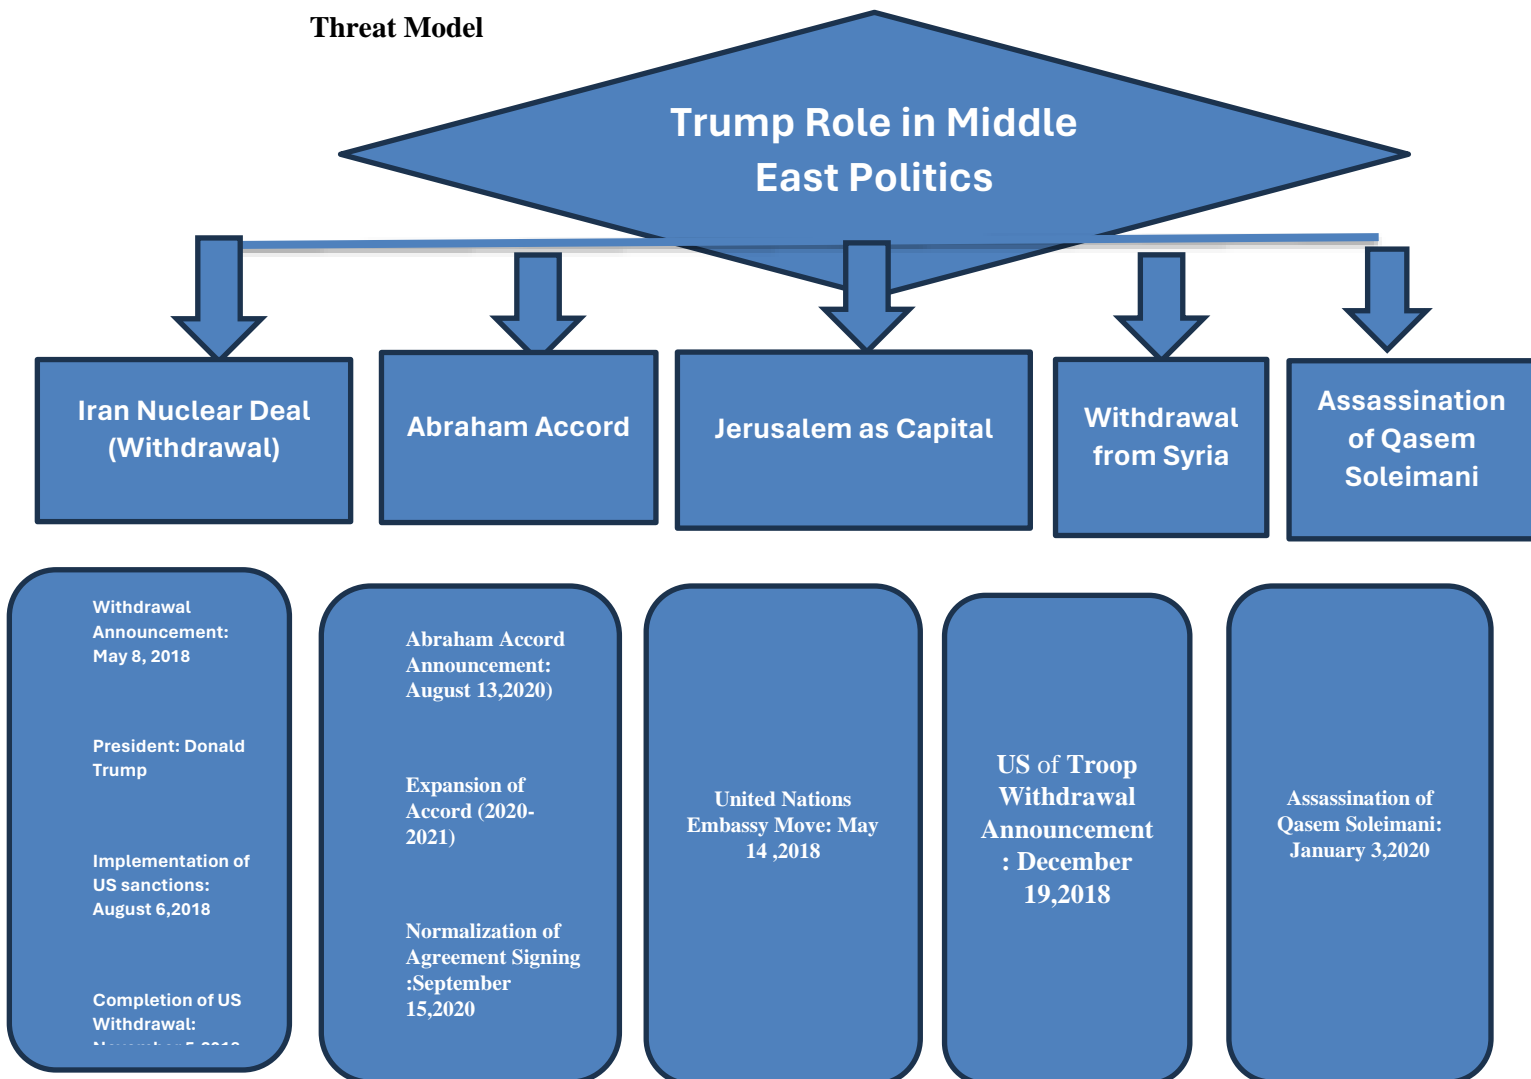 Threat Model
Trump Role in Middle
East Politics
Iran Nuclear Deal
(Withdrawal)
Abraham Accord
Jerusalem as Capital
Withdrawal
from Syria
Assassination
of Qasem
Soleimani
Withdrawal
Announcement:
May 8, 2018
President: Donald
Trump
Implementation of
US sanctions:
August 6,2018
Completion of US
Withdrawal:
Abraham Accord
Announcement:
August 13,2020)
Expansion of
Accord (2020-
2021)
Normalization of
Agreement Signing
:September
15,2020
United Nations
Embassy Move: May
14 ,2018
US of Troop
Withdrawal
Announcement
: December
19,2018
Assassination of
Qasem Soleimani:
January 3,2020